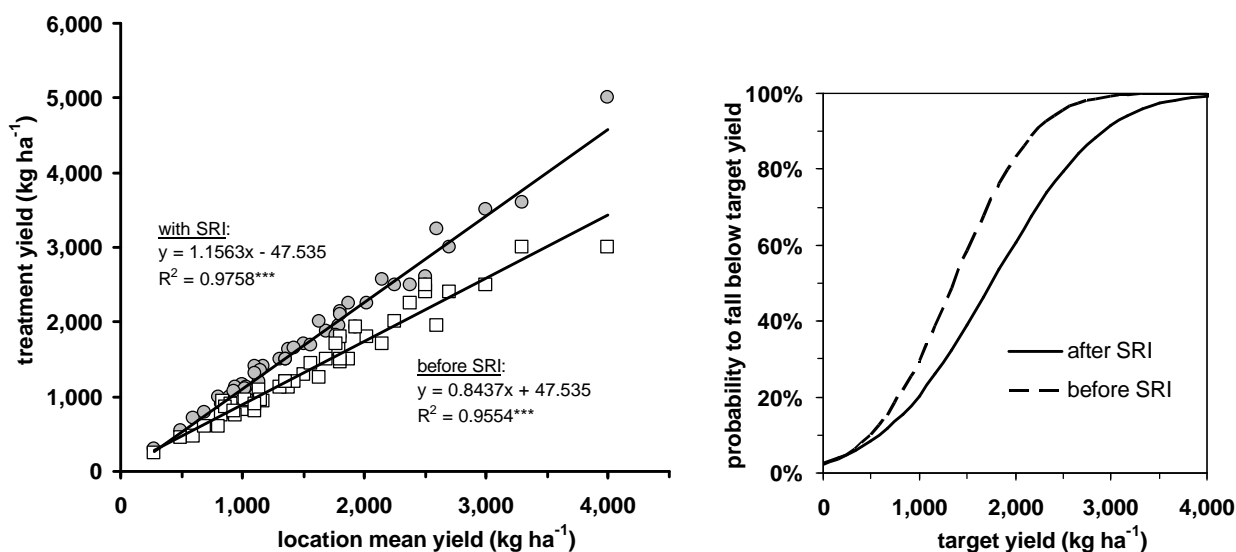 6,000
5,000
4,000
3,000
2,000
1,000
0
treatment yield (kg ha⁻¹)
with SRI:
y = 1.1563x - 47.535
R² = 0.9758***
before SRI:
y = 0.8437x + 47.535
R² = 0.9554***
0
1,000
2,000
3,000
4,000
location mean yield (kg ha⁻¹)
100%
80%
60%
40%
20%
0%
probability to fall below target yield
after SRI
before SRI
0
1,000
2,000
3,000
4,000
target yield (kg ha⁻¹)